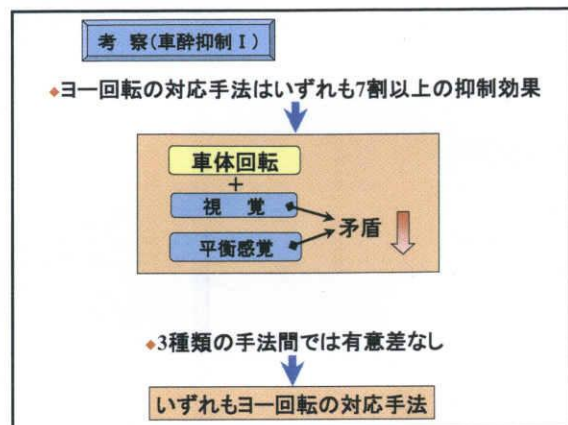 考 察(車酔抑制Ⅰ)
◆ヨー回転の対応手法はいずれも7割以上の抑制効果
車体回転
+
視 覚
矛盾
平衡感覚
◆3種類の手法間では有意差なし
いずれもヨー回転の対応手法